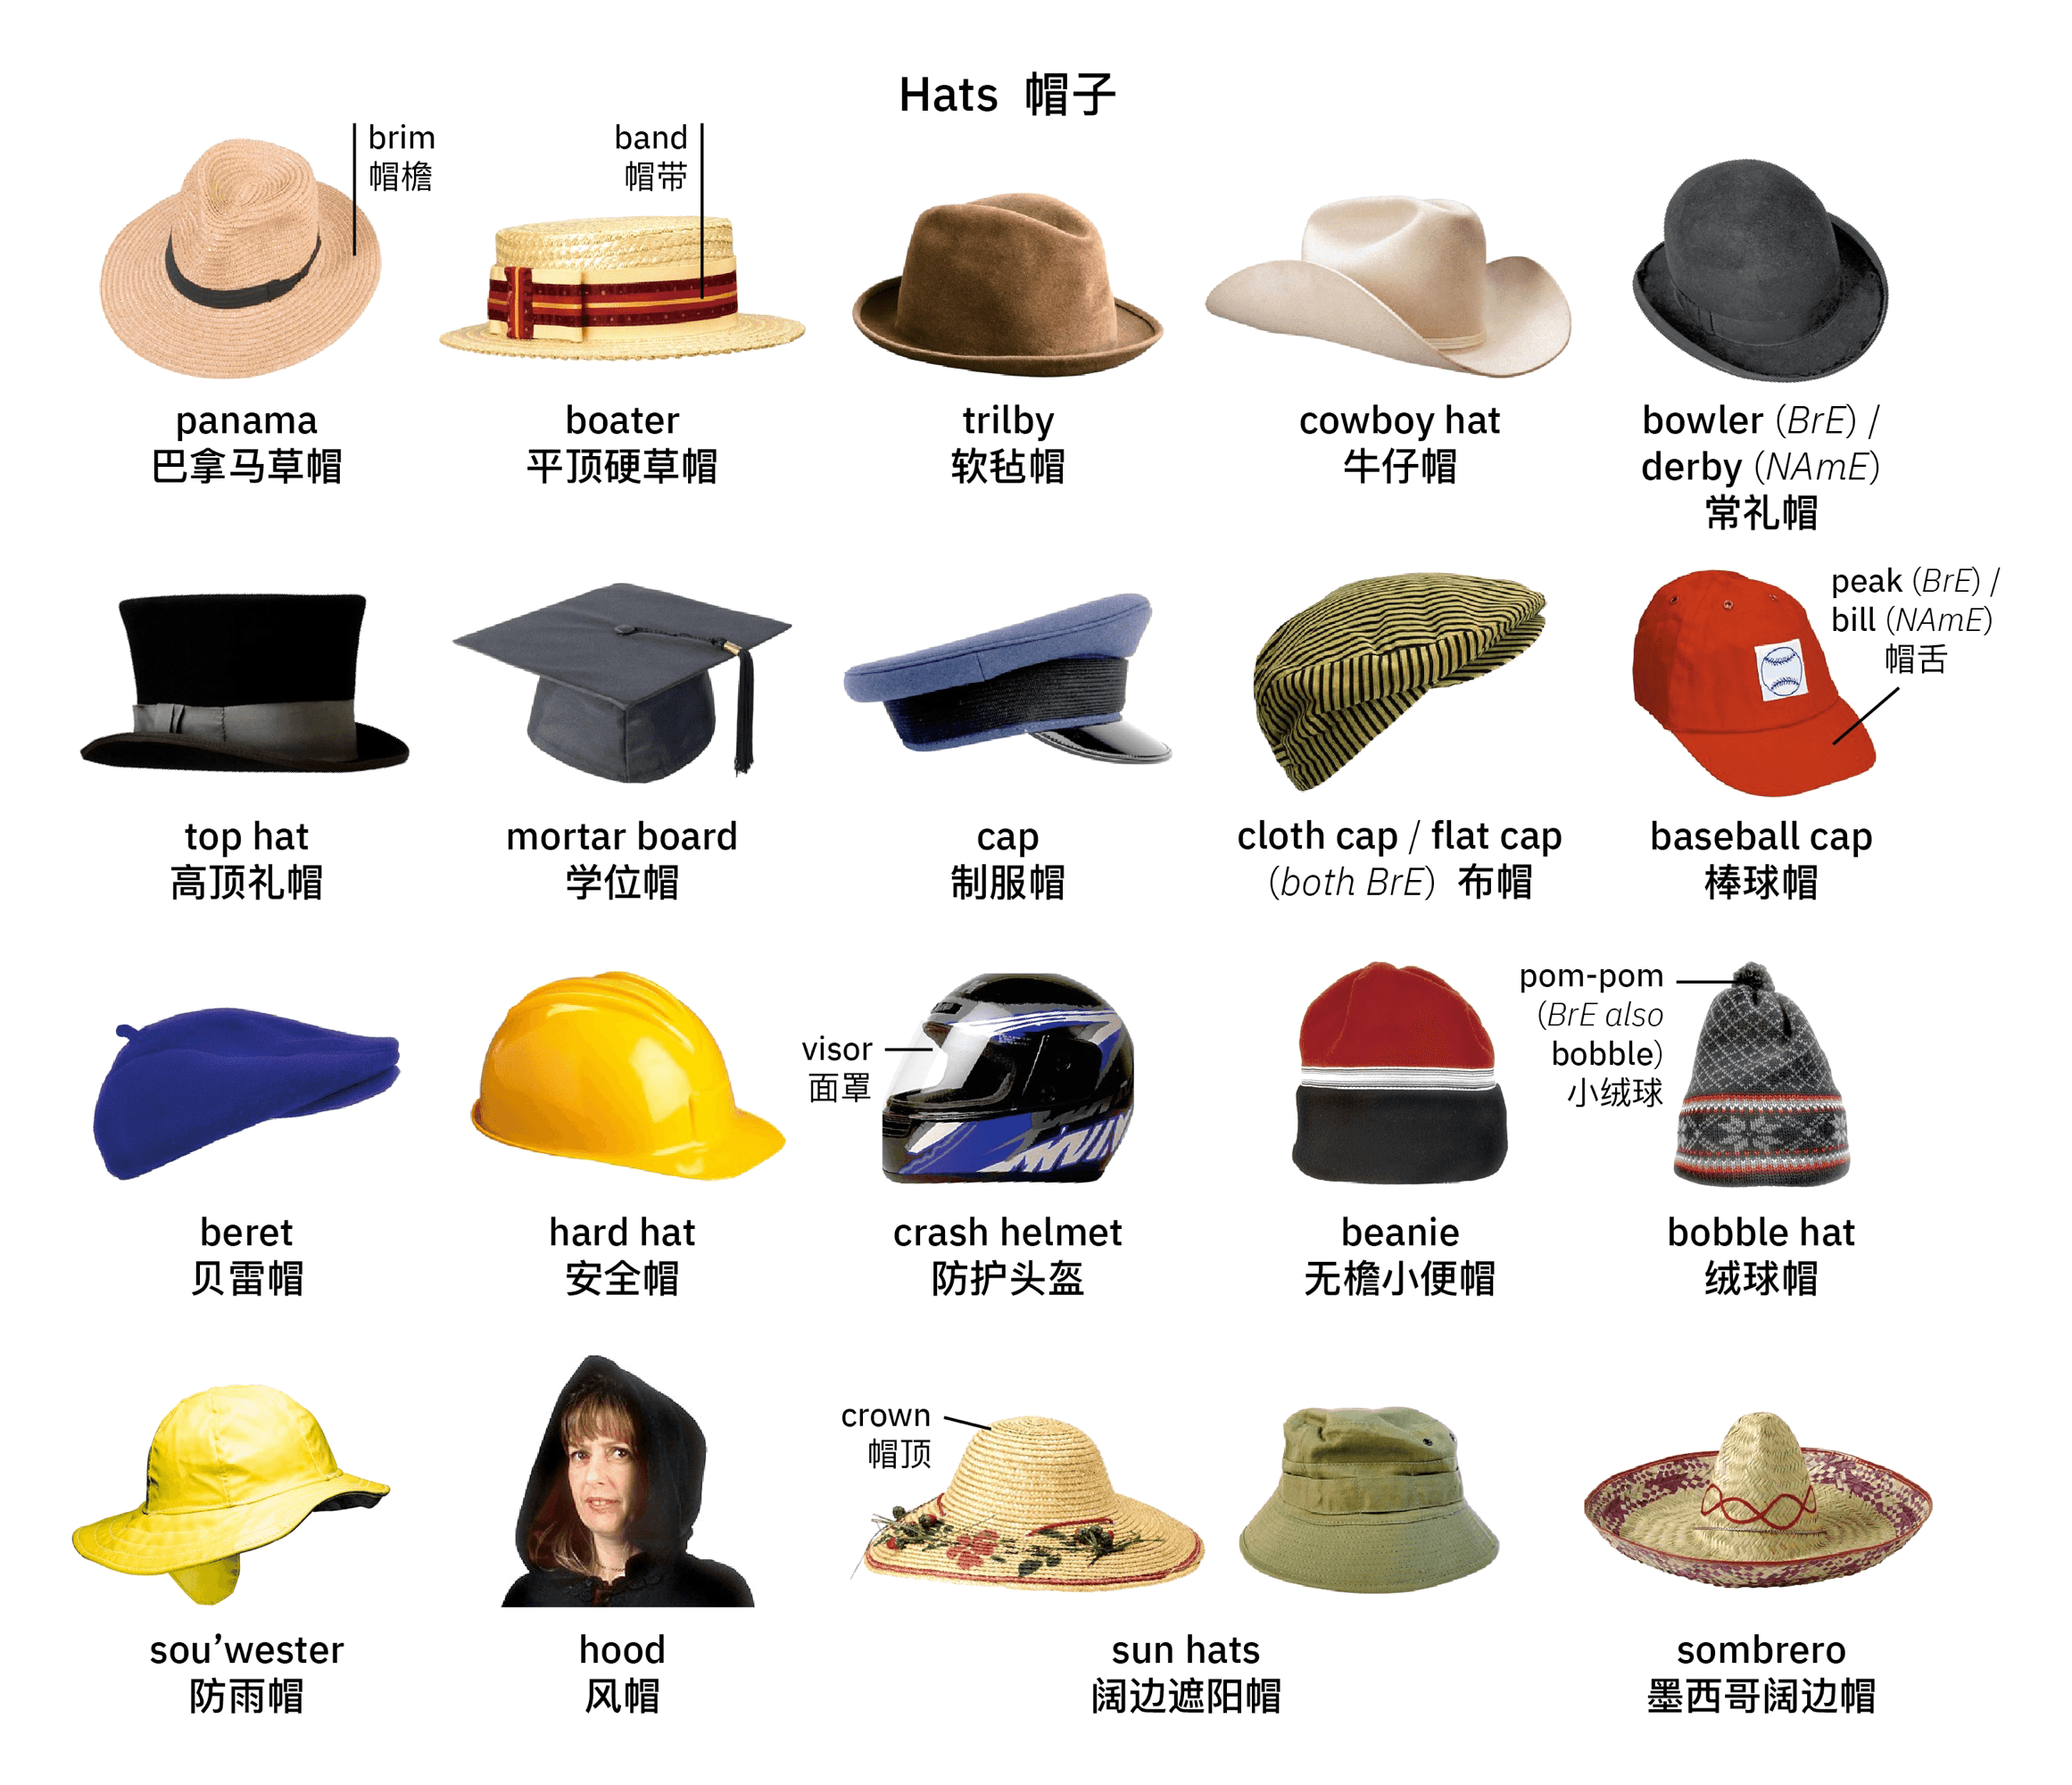 Hats 帽子
brim
帽檐
band
帽带
panama
巴拿马草帽
boater
平顶硬草帽
trilby
软毡帽
cowboy hat
牛仔帽
bowler (BrE) /
derby (NAmE)
常礼帽
peak (BrE) /
bill (NAmE)
帽舌
top hat
高顶礼帽
mortar board
学位帽
cap
制服帽
cloth cap / flat cap
(both BrE) 布帽
baseball cap
棒球帽
visor
面罩
pom-pom
(BrE also
bobble)
小绒球
beret
贝雷帽
hard hat
安全帽
crash helmet
防护头盔
beanie
无檐小便帽
bobble hat
绒球帽
crown
帽顶
sou’wester
防雨帽
hood
风帽
sun hats
阔边遮阳帽
sombrero
墨西哥阔边帽